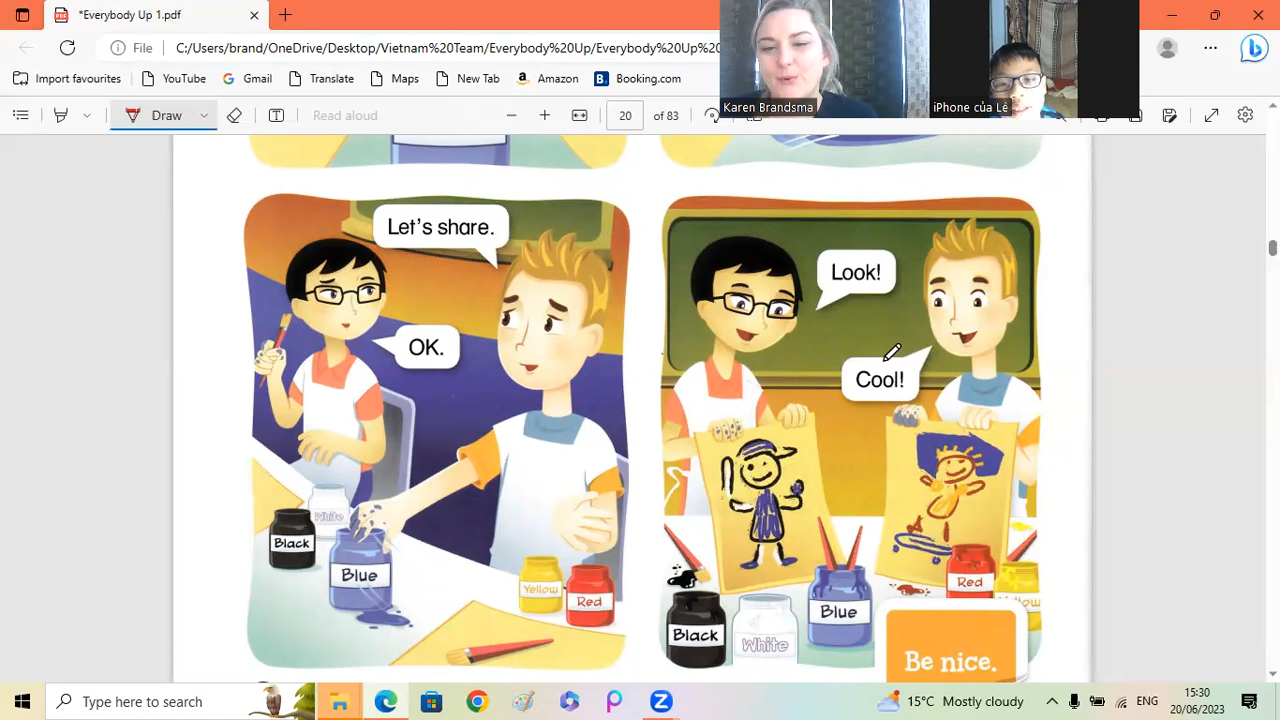 *Everybody Up 1.pdf
File
C:/Users/brand/OneDrive/Desktop/Vietnam%20Team/Everybody%20Up/Everybody%20Up%
Import favourites
YouTube
Gmail
Translate
Maps
New Tab
Amazon
Booking.com
Karen Brandsma
iPhone của Lê
Draw
Read aloud
20
of 83
Let's share.
OK.
Look!
Cool!
White
Black
Blue
Yellow
Red
Red
Yellow
Blue
Black
White
Be nice.
Type here to search
15°C Mostly cloudy
ENG
15:30
20/06/2023